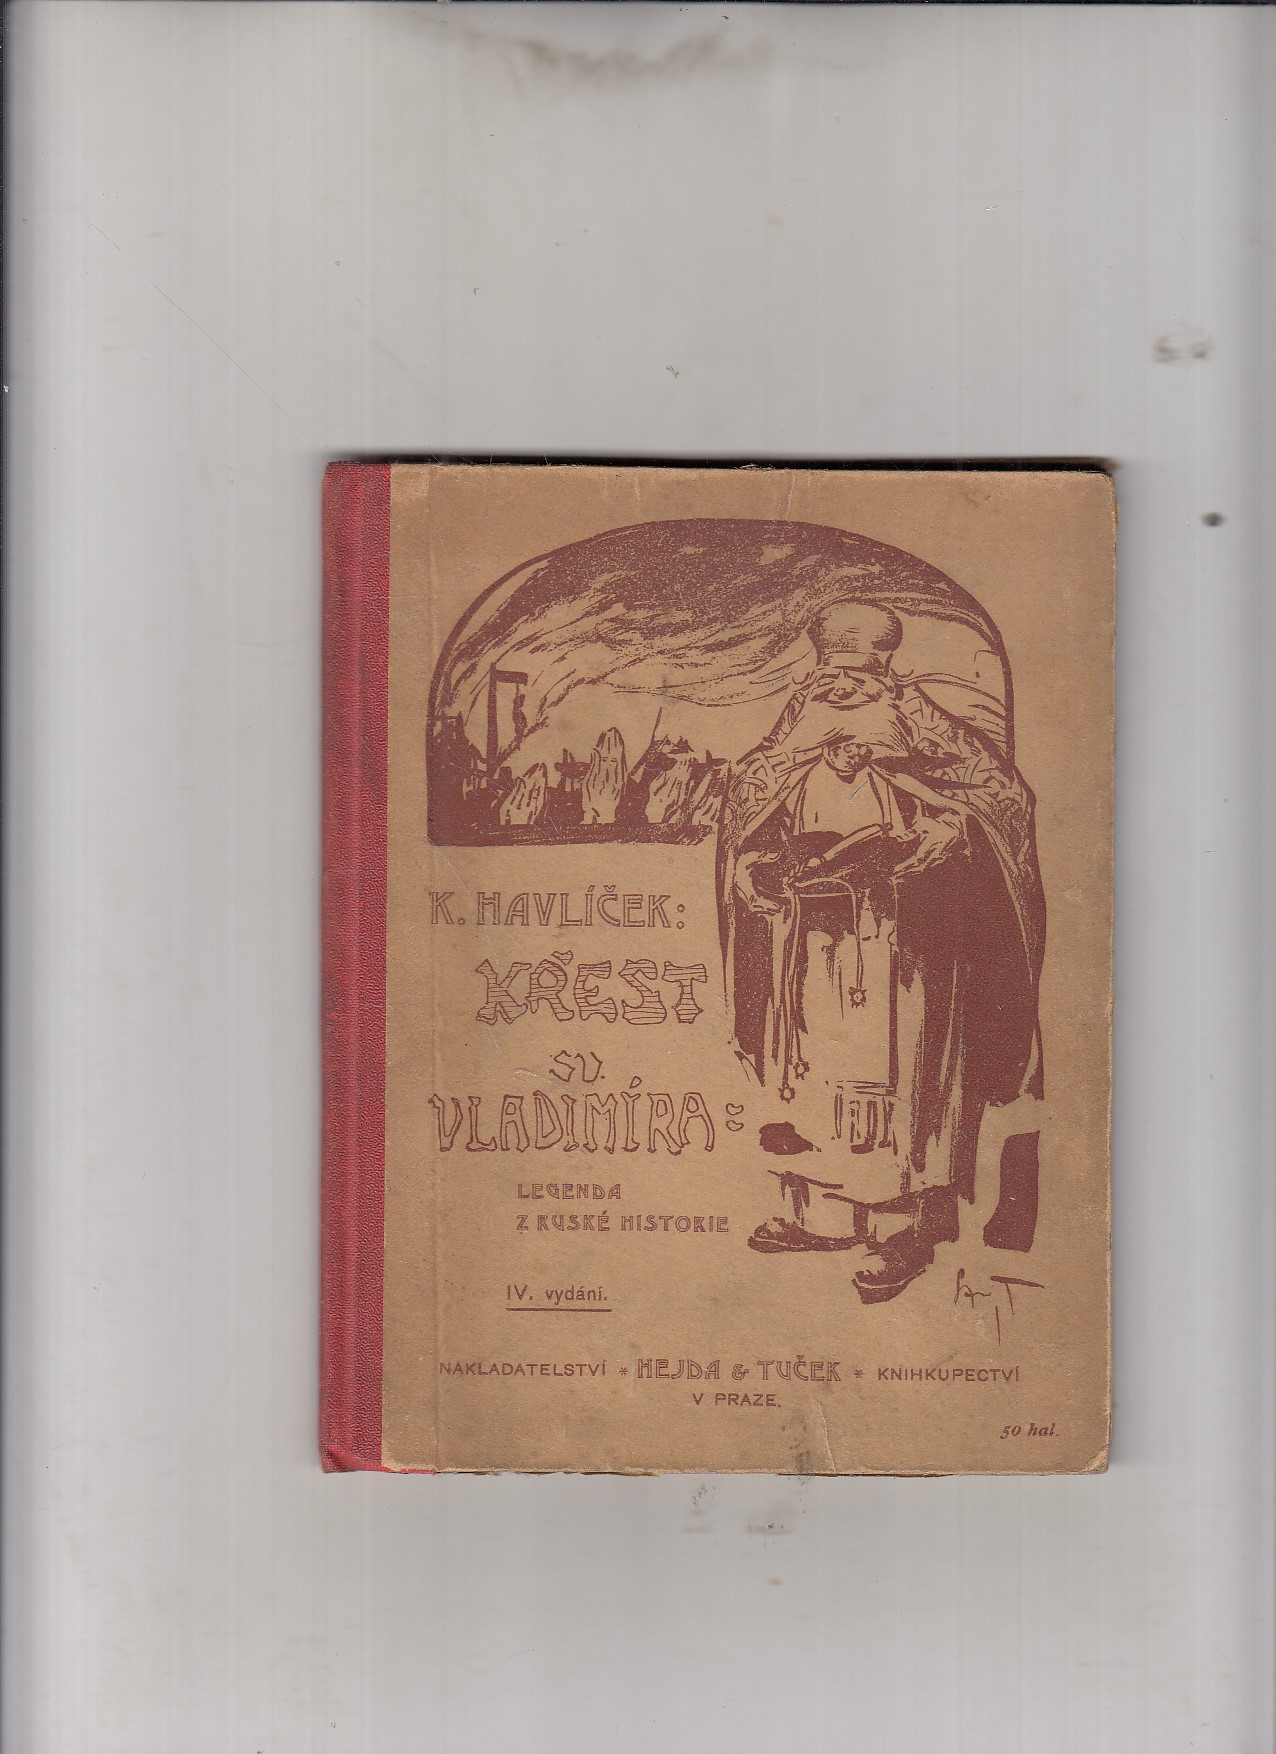 K. HAVLÍČEK:
KŘEST
SV.
VLADIMÍRA:
LEGENDA
Z RUSKÉ HISTORIE
IV. vydání.
NAKLADATELSTVÍ * HEJDA & TUČEK * KNIHKUPECTVÍ
V PRAZE.
50 hal.